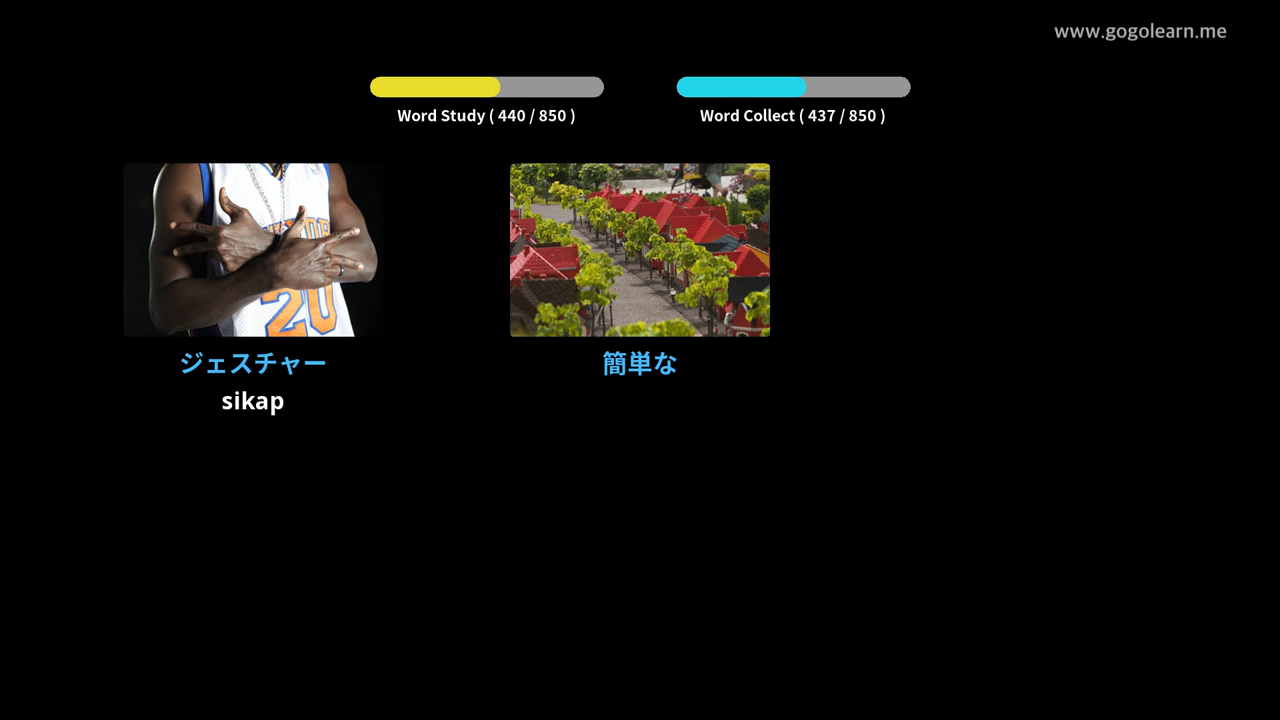 www.gogolearn.me
Word Study ( 440 / 850 )
Word Collect ( 437 / 850 )
20
ジェスチャー
sikap
簡単な